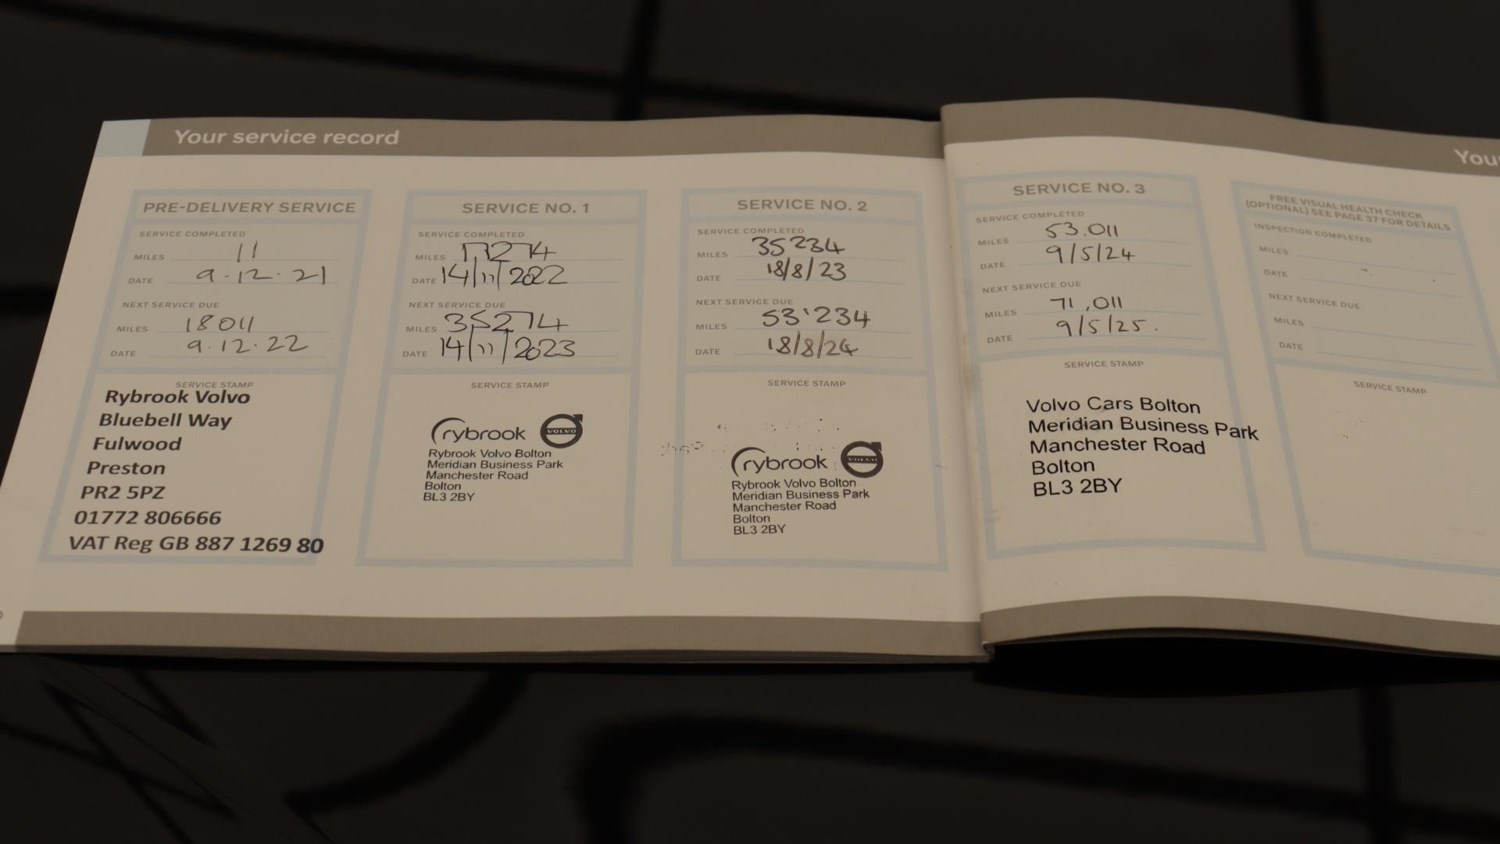 Your service record
PRE-DELIVERY SERVICE
SERVICE COMPLETED
MILES 11
DATE 9.12.21
NEXT SERVICE DUE
MILES 18011
DATE 9.12.22
SERVICE STAMP
Rybrook Volvo
Bluebell Way
Fulwood
Preston
PR2 5PZ
01772 806666
VAT Reg GB 887 1269 80
SERVICE NO. 1
SERVICE COMPLETED
MILES 17274
DATE 14/11/2022
NEXT SERVICE DUE
MILES 35274
DATE 14/11/2023
SERVICE STAMP
rybrook VOLVO
Rybrook Volvo Bolton
Meridian Business Park
Manchester Road
Bolton
BL3 2BY
SERVICE NO. 2
SERVICE COMPLETED
MILES 35234
DATE 18/8/23
NEXT SERVICE DUE
MILES 53'234
DATE 18/8/24
SERVICE STAMP
rybrook VOLVO
Rybrook Volvo Bolton
Meridian Business Park
Manchester Road
Bolton
BL3 2BY
You
SERVICE NO. 3
SERVICE COMPLETED
MILES 53,011
DATE 9/5/24
NEXT SERVICE DUE
MILES 71,011
DATE 9/5/25.
SERVICE STAMP
Volvo Cars Bolton
Meridian Business Park
Manchester Road
Bolton
BL3 2BY
FREE VISUAL HEALTH CHECK
(OPTIONAL) SEE PAGE 37 FOR DETAILS
INSPECTION COMPLETED
MILES
DATE
NEXT SERVICE DUE
MILES
DATE
SERVICE STAMP